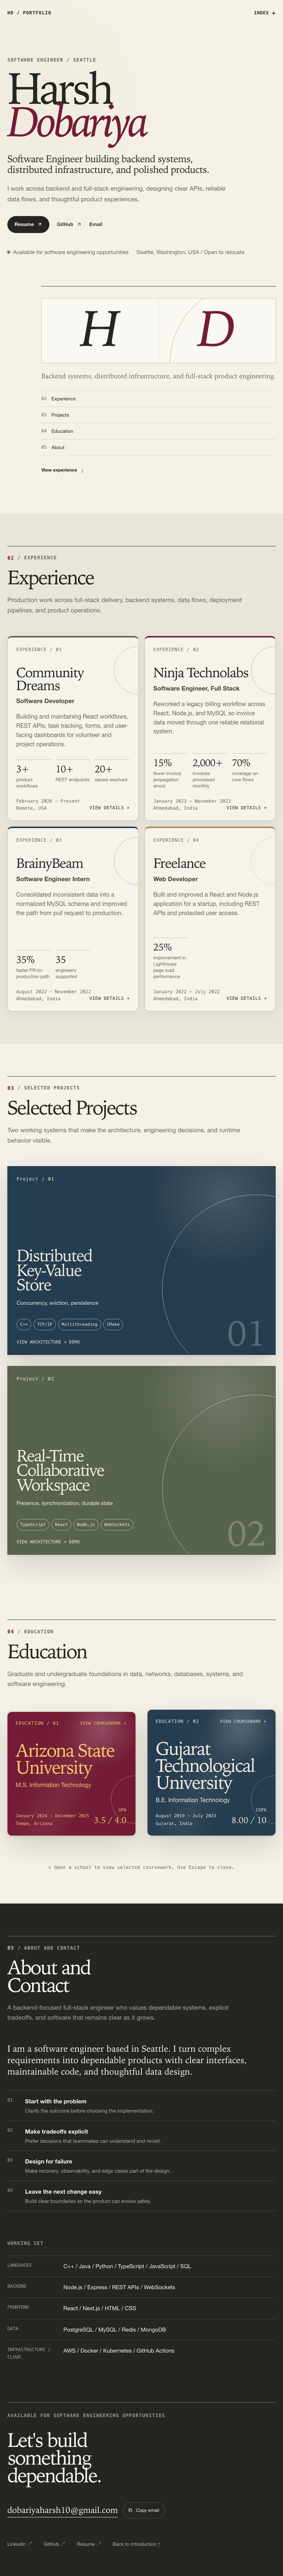 HD / PORTFOLIO
INDEX +
SOFTWARE ENGINEER / SEATTLE
Harsh
Dobariya
Software Engineer building backend systems,
distributed infrastructure, and polished products.
I work across backend and full-stack engineering, designing clear APIs, reliable
data flows, and thoughtful product experiences.
Resume ↗ GitHub ↗ Email
Available for software engineering opportunities Seattle, Washington, USA / Open to relocate
H D
Backend systems, distributed infrastructure, and full-stack product engineering.
02 Experience
03 Projects
04 Education
05 About
View experience ↓
02 / EXPERIENCE
Experience
Production work across full-stack delivery, backend systems, data flows, deployment
pipelines, and product operations.
EXPERIENCE / 01
Community
Dreams
Software Developer
Building and maintaining React workflows,
REST APIs, task tracking, forms, and user-
facing dashboards for volunteer and
project operations.
3+ 10+ 20+
product REST endpoints issues resolved
workflows
February 2026 – Present
Remote, USA VIEW DETAILS +
EXPERIENCE / 02
Ninja Technolabs
Software Engineer, Full Stack
Reworked a legacy billing workflow across
React, Node.js, and MySQL so invoice
data moved through one reliable relational
system.
15% 2,000+ 70%
fewer invoice invoices coverage on
propagation processed core flows
errors monthly
January 2023 – November 2023
Ahmedabad, India VIEW DETAILS +
EXPERIENCE / 03
BrainyBeam
Software Engineer Intern
Consolidated inconsistent data into a
normalized MySQL schema and improved
the path from pull request to production.
35% 35
faster PR-to- engineers
production path supported
August 2022 – November 2022
Ahmedabad, India VIEW DETAILS +
EXPERIENCE / 04
Freelance
Web Developer
Built and improved a React and Node.js
application for a startup, including REST
APIs and protected user access.
25%
improvement in
Lighthouse
page load
performance
January 2022 – July 2022
Ahmedabad, India VIEW DETAILS +
03 / SELECTED PROJECTS
Selected Projects
Two working systems that make the architecture, engineering decisions, and runtime
behavior visible.
Project / 01
Distributed
Key-Value
Store
Concurrency, eviction, persistence
C++ TCP/IP Multithreading CMake
VIEW ARCHITECTURE + DEMO
01
Project / 02
Real-Time
Collaborative
Workspace
Presence, synchronization, durable state
TypeScript React Node.js WebSockets
VIEW ARCHITECTURE + DEMO
02
04 / EDUCATION
Education
Graduate and undergraduate foundations in data, networks, databases, systems, and
software engineering.
EDUCATION / 01 VIEW COURSEWORK +
Arizona State
University
M.S. Information Technology
January 2024 – December 2025
Tempe, Arizona
GPA
3.5 / 4.0
EDUCATION / 02 VIEW COURSEWORK +
Gujarat
Technological
University
B.E. Information Technology
August 2019 – July 2023
Gujarat, India
CGPA
8.00 / 10
↳ Open a school to view selected coursework. Use Escape to close.
05 / ABOUT AND CONTACT
About and
Contact
A backend-focused full-stack engineer who values dependable systems, explicit
tradeoffs, and software that remains clear as it grows.
I am a software engineer based in Seattle. I turn complex
requirements into dependable products with clear interfaces,
maintainable code, and thoughtful data design.
01 Start with the problem
Clarify the outcome before choosing the implementation.
02 Make tradeoffs explicit
Prefer decisions that teammates can understand and revisit.
03 Design for failure
Make recovery, observability, and edge cases part of the design.
04 Leave the next change easy
Build clear boundaries so the product can evolve safely.
WORKING SET
LANGUAGES C++ / Java / Python / TypeScript / JavaScript / SQL
BACKEND Node.js / Express / REST APIs / WebSockets
FRONTEND React / Next.js / HTML / CSS
DATA PostgreSQL / MySQL / Redis / MongoDB
INFRASTRUCTURE / AWS / Docker / Kubernetes / GitHub Actions
CLOUD
AVAILABLE FOR SOFTWARE ENGINEERING OPPORTUNITIES
Let's build
something
dependable.
dobariyaharsh10@gmail.com Copy email
LinkedIn ↗ GitHub ↗ Resume ↗ Back to introduction ↑